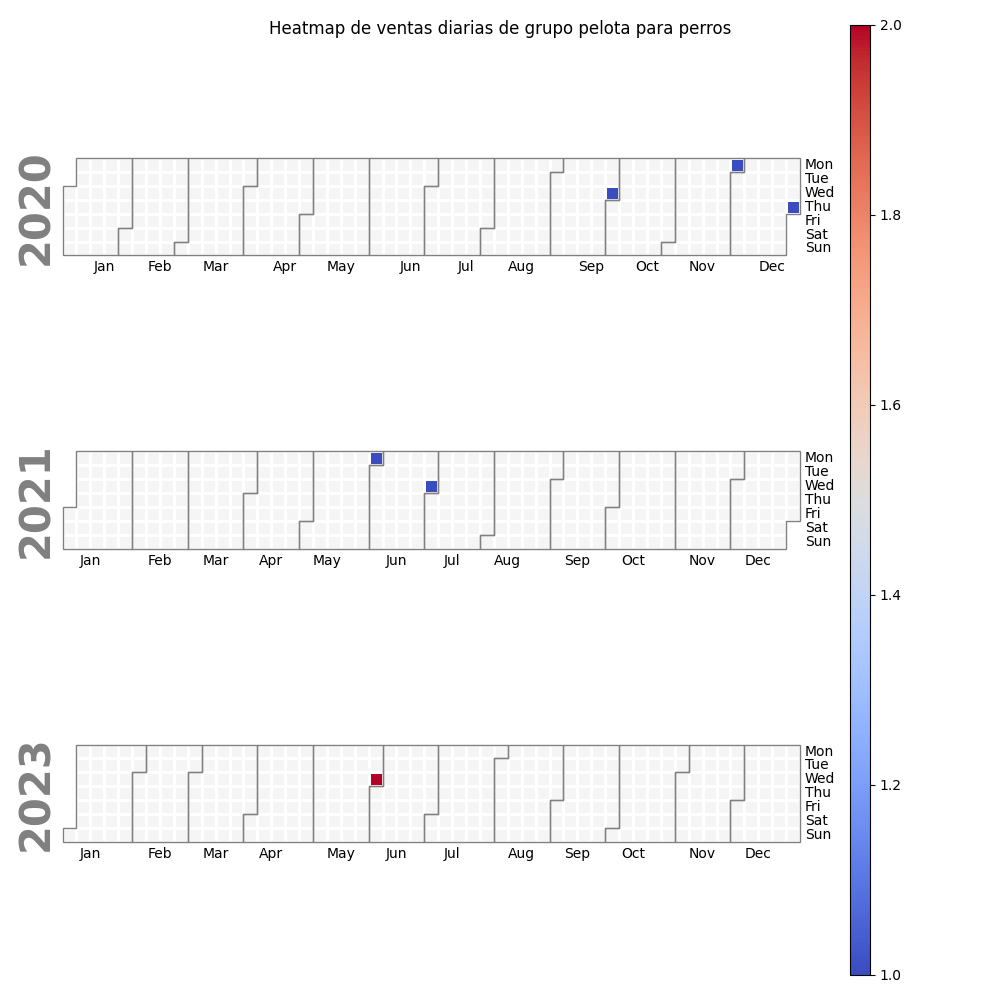 Heatmap de ventas diarias de grupo pelota para perros
2020
Mon
Tue
Wed
Thu
Fri
Sat
Sun
Jan Feb Mar Apr May Jun Jul Aug Sep Oct Nov Dec
2021
Mon
Tue
Wed
Thu
Fri
Sat
Sun
Jan Feb Mar Apr May Jun Jul Aug Sep Oct Nov Dec
2023
Mon
Tue
Wed
Thu
Fri
Sat
Sun
Jan Feb Mar Apr May Jun Jul Aug Sep Oct Nov Dec
2.0
1.8
1.6
1.4
1.2
1.0